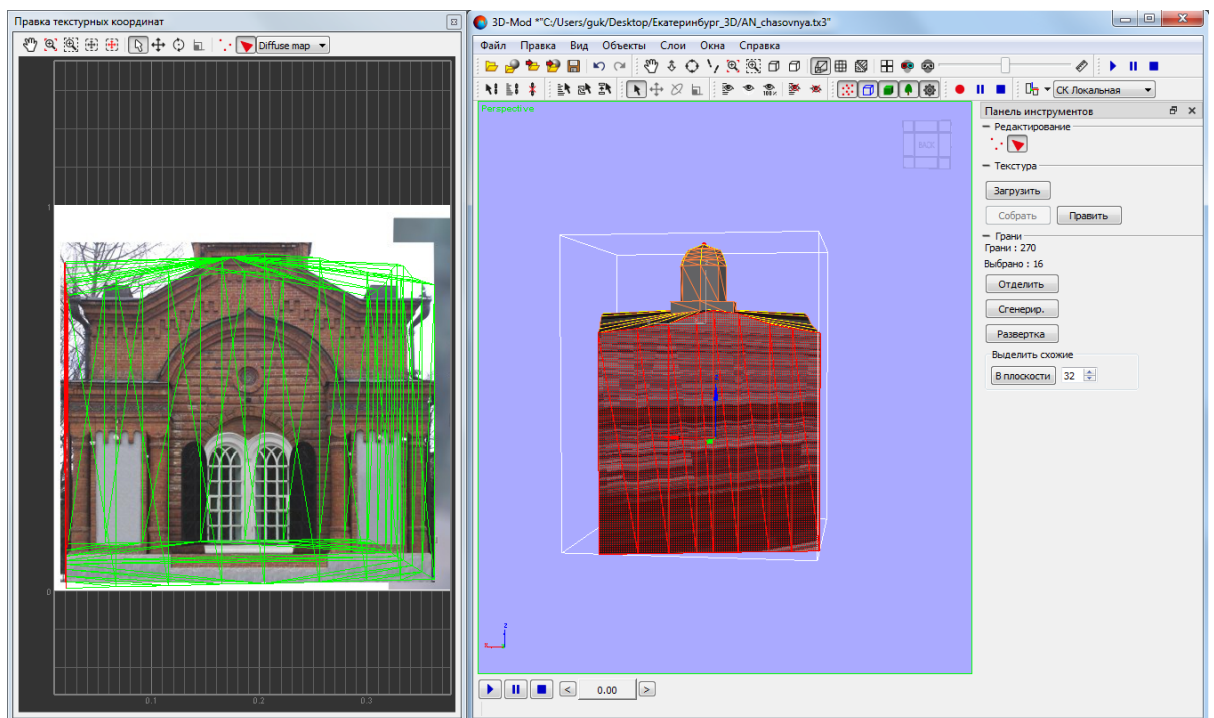 Правка текстурных координат
Diffuse map
1
0
0.1
0.2
0.3
3D-Mod *"C:/Users/guk/Desktop/Екатеринбург_3D/AN_chasovnya.tx3"
Файл Правка Вид Объекты Слои Окна Справка
100%
СК Локальная
Perspective
BACK
z
x
0.00
Панель инструментов
Редактирование
Текстура
Загрузить
Собрать Править
Грани
Грани : 270
Выбрано : 16
Отделить
Сгенерир.
Развертка
Выделить схожие
В плоскости 32